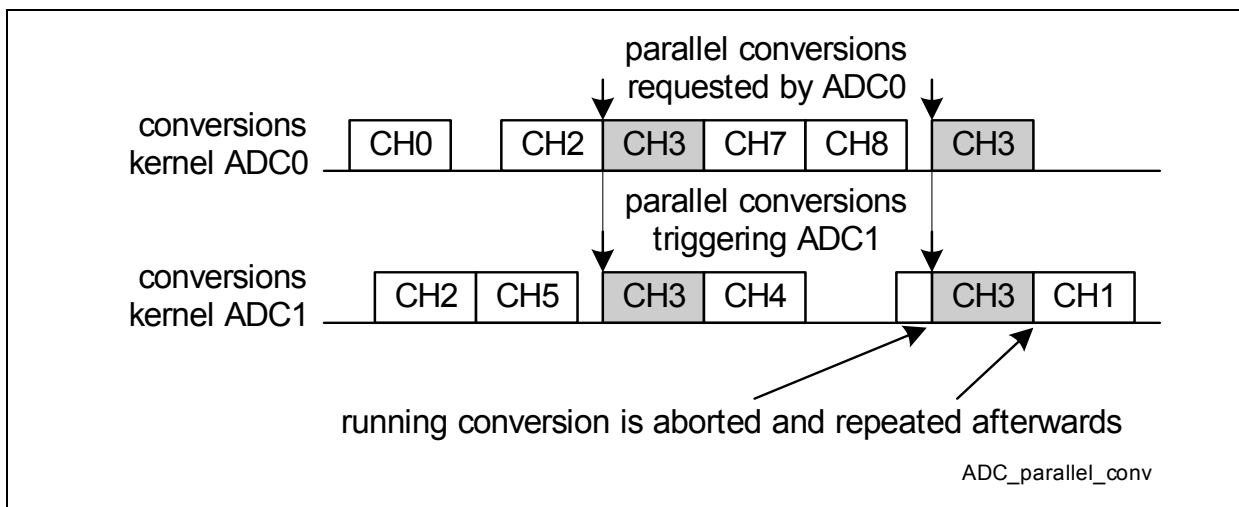 parallel conversions
requested by ADC0
conversions
kernel ADC0
CH0 CH2 CH3 CH7 CH8 CH3
parallel conversions
triggering ADC1
conversions
kernel ADC1
CH2 CH5 CH3 CH4 CH3 CH1
running conversion is aborted and repeated afterwards
ADC_parallel_conv